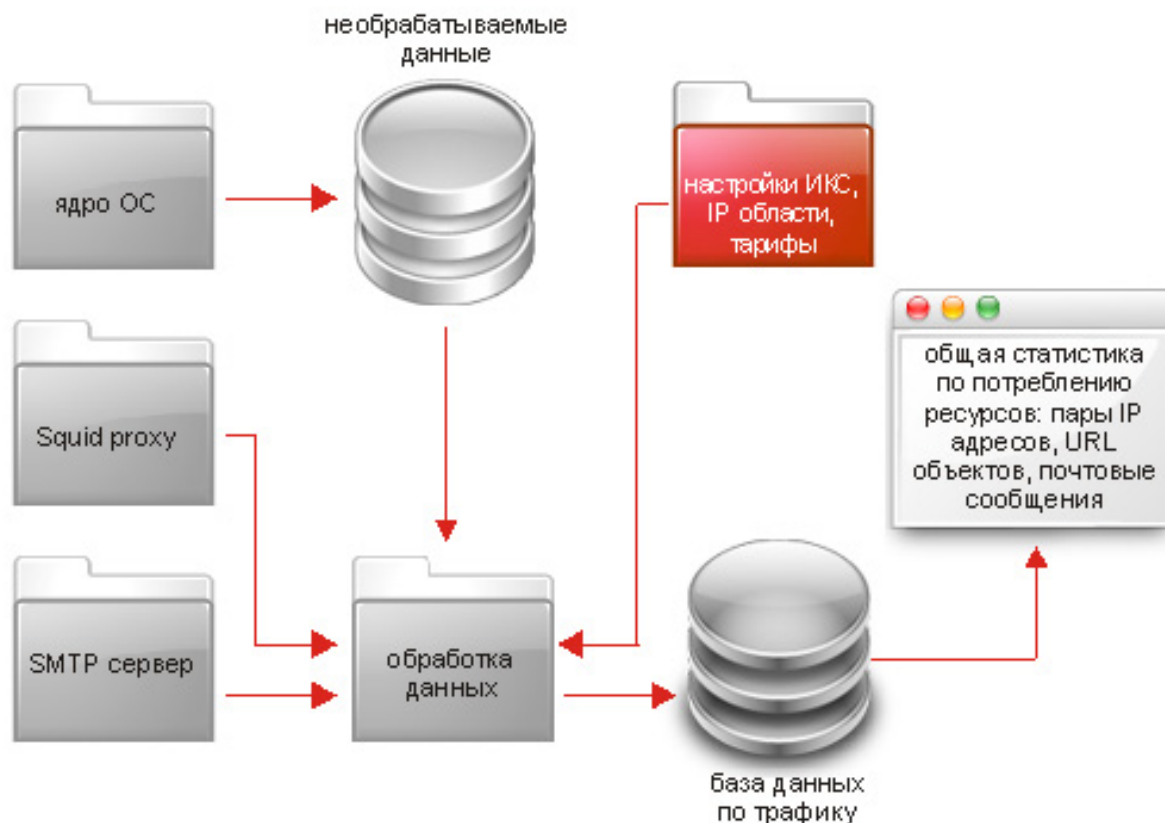 необрабатываемые
данные
ядро ОС
настройки ИКС,
IP области,
тарифы
Squid proxy
общая статистика
по потреблению
ресурсов: пары IP
адресов, URL
объектов, почтовые
сообщения
SMTP сервер
обработка
данных
база данных
по трафику